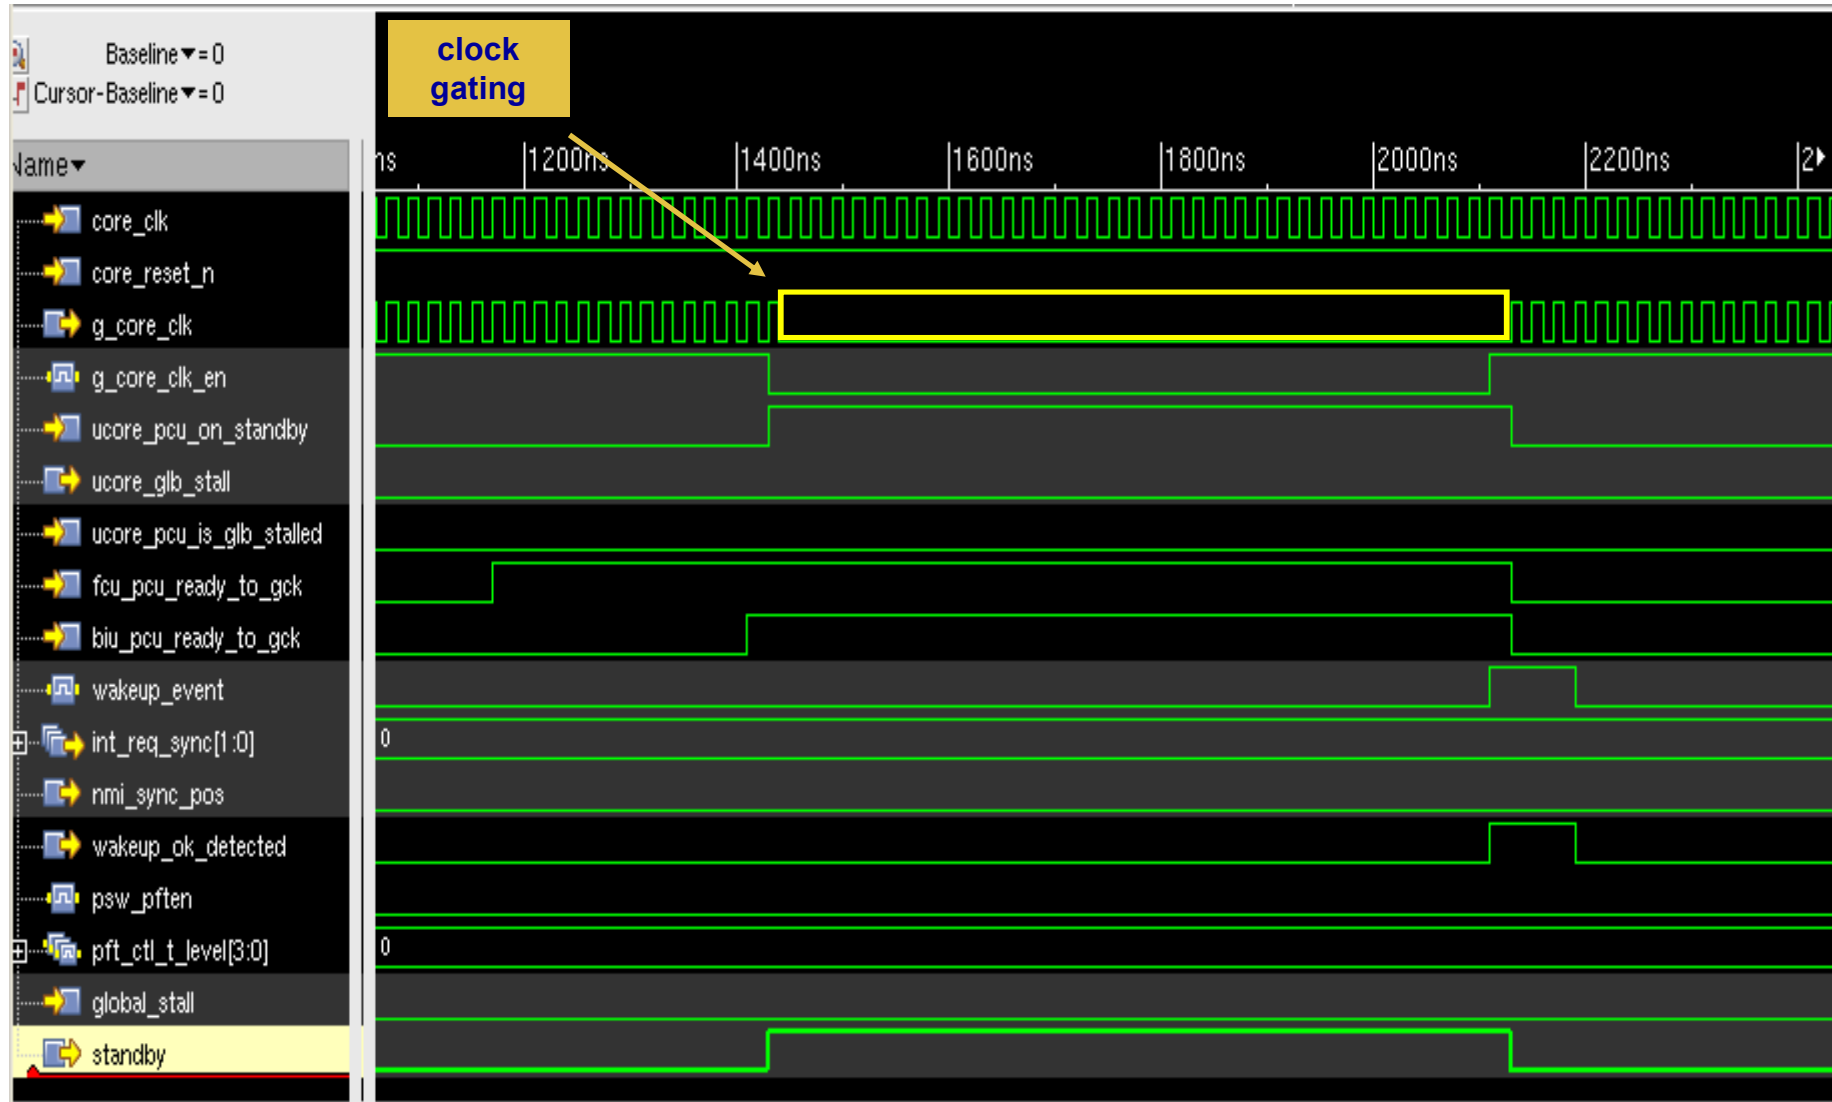 clock
gating
Baseline▾= 0
Cursor-Baseline▾= 0
Name▾
ns
1200ns
1400ns
1600ns
1800ns
2000ns
2200ns
2
core_clk
core_reset_n
g_core_clk
g_core_clk_en
ucore_pcu_on_standby
ucore_glb_stall
ucore_pcu_is_glb_stalled
fcu_pcu_ready_to_gck
biu_pcu_ready_to_gck
wakeup_event
int_req_sync[1:0]
0
nmi_sync_pos
wakeup_ok_detected
psw_pften
pft_ctl_t_level[3:0]
0
global_stall
standby